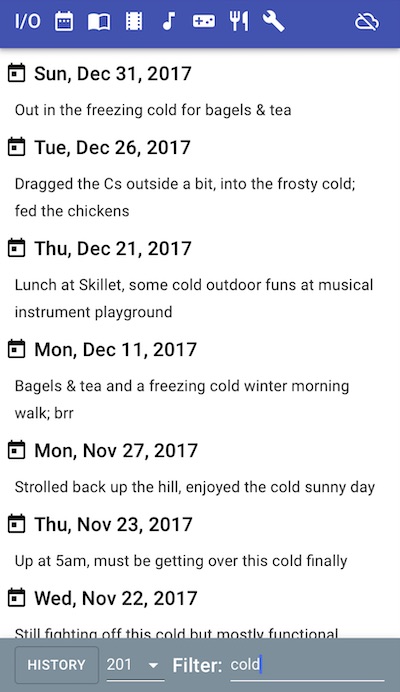 I/O
Sun, Dec 31, 2017
Out in the freezing cold for bagels & tea
Tue, Dec 26, 2017
Dragged the Cs outside a bit, into the frosty cold;
fed the chickens
Thu, Dec 21, 2017
Lunch at Skillet, some cold outdoor funs at musical
instrument playground
Mon, Dec 11, 2017
Bagels & tea and a freezing cold winter morning
walk; brr
Mon, Nov 27, 2017
Strolled back up the hill, enjoyed the cold sunny day
Thu, Nov 23, 2017
Up at 5am, must be getting over this cold finally
Wed, Nov 22, 2017
Still fighting off this cold but mostly functional
HISTORY 201 Filter: cold